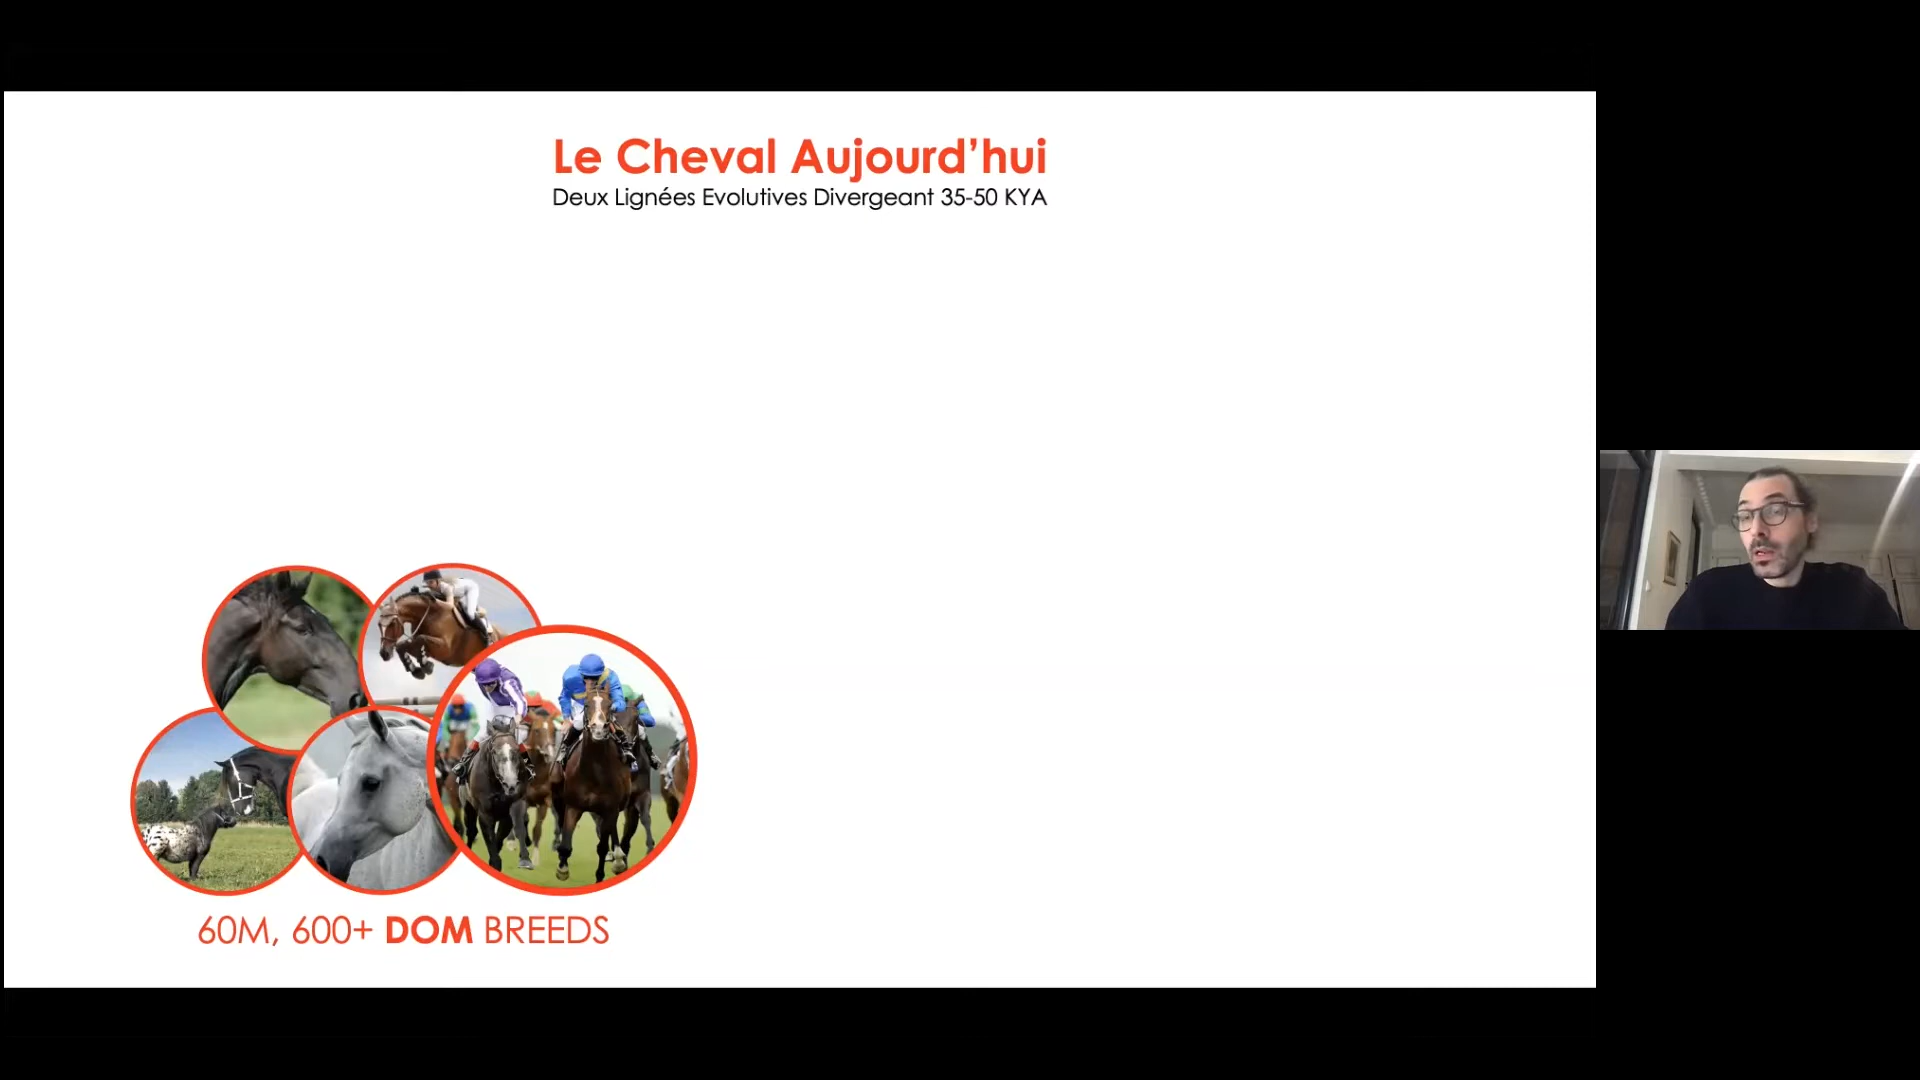 Le Cheval Aujourd’hui
Deux Lignées Evolutives Divergeant 35-50 KYA
60M, 600+ DOM BREEDS